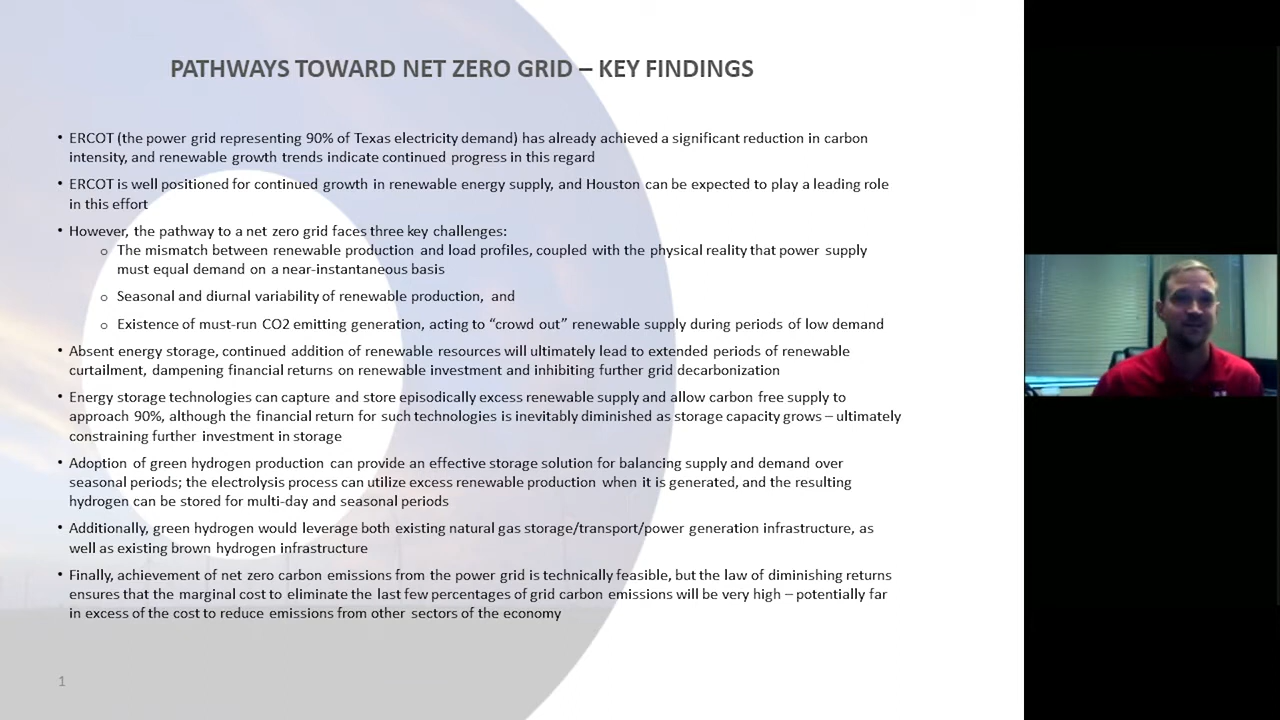 PATHWAYS TOWARD NET ZERO GRID – KEY FINDINGS
• ERCOT (the power grid representing 90% of Texas electricity demand) has already achieved a significant reduction in carbon
intensity, and renewable growth trends indicate continued progress in this regard
• ERCOT is well positioned for continued growth in renewable energy supply, and Houston can be expected to play a leading role
in this effort
• However, the pathway to a net zero grid faces three key challenges:
o The mismatch between renewable production and load profiles, coupled with the physical reality that power supply
must equal demand on a near-instantaneous basis
o Seasonal and diurnal variability of renewable production, and
o Existence of must-run CO2 emitting generation, acting to “crowd out” renewable supply during periods of low demand
• Absent energy storage, continued addition of renewable resources will ultimately lead to extended periods of renewable
curtailment, dampening financial returns on renewable investment and inhibiting further grid decarbonization
• Energy storage technologies can capture and store episodically excess renewable supply and allow carbon free supply to
approach 90%, although the financial return for such technologies is inevitably diminished as storage capacity grows – ultimately
constraining further investment in storage
• Adoption of green hydrogen production can provide an effective storage solution for balancing supply and demand over
seasonal periods; the electrolysis process can utilize excess renewable production when it is generated, and the resulting
hydrogen can be stored for multi-day and seasonal periods
• Additionally, green hydrogen would leverage both existing natural gas storage/transport/power generation infrastructure, as
well as existing brown hydrogen infrastructure
• Finally, achievement of net zero carbon emissions from the power grid is technically feasible, but the law of diminishing returns
ensures that the marginal cost to eliminate the last few percentages of grid carbon emissions will be very high – potentially far
in excess of the cost to reduce emissions from other sectors of the economy
1